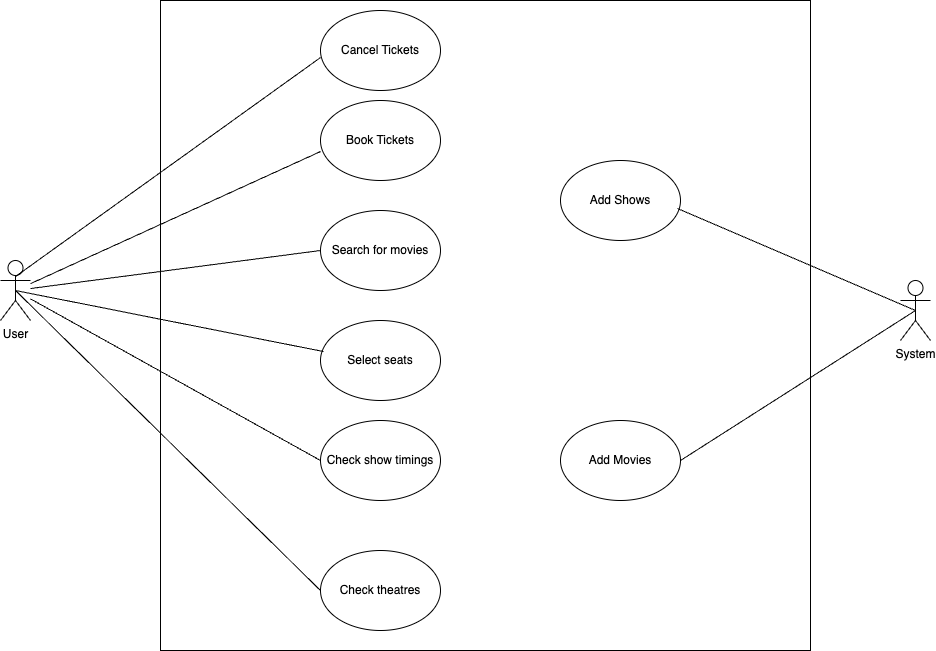 Cancel Tickets
Book Tickets
Add Shows
Search for movies
User
System
Select seats
Check show timings
Add Movies
Check theatres